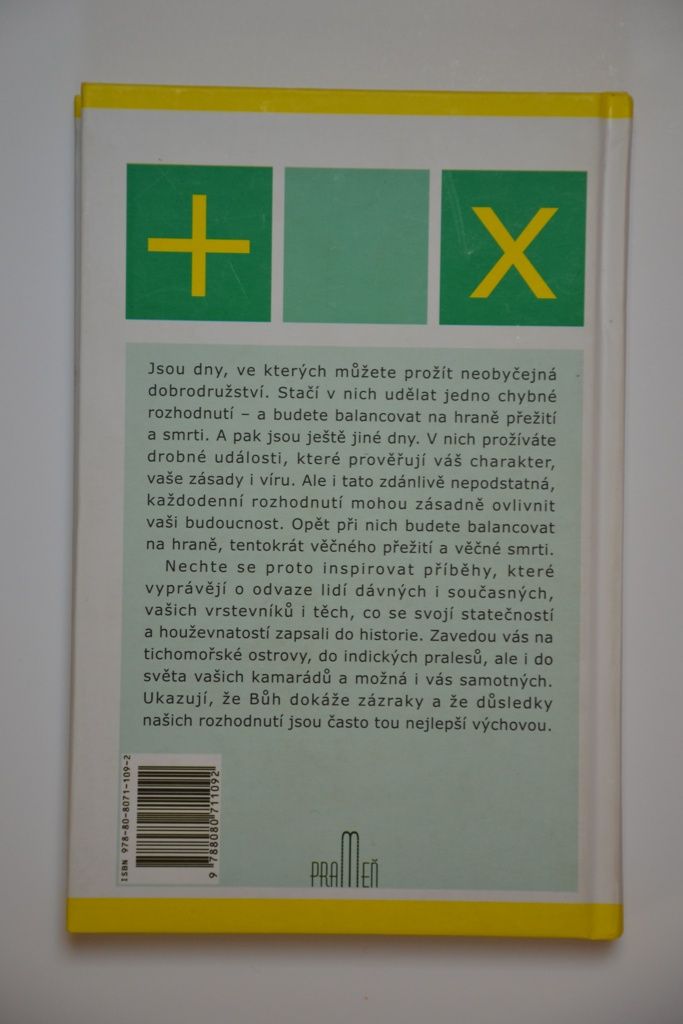 + X
Jsou dny, ve kterých můžete prožít neobyčejná
dobrodružství. Stačí v nich udělat jedno chybné
rozhodnutí – a budete balancovat na hraně přežití
a smrti. A pak jsou ještě jiné dny. V nich prožíváte
drobné události, které prověřují váš charakter,
vaše zásady i víru. Ale i tato zdánlivě nepodstatná,
každodenní rozhodnutí mohou zásadně ovlivnit
vaši budoucnost. Opět při nich budete balancovat
na hraně, tentokrát věčného přežití a věčné smrti.
Nechte se proto inspirovat příběhy, které
vyprávějí o odvaze lidí dávných i současných,
vašich vrstevníků i těch, co se svojí statečností
a houževnatostí zapsali do historie. Zavedou vás na
tichomořské ostrovy, do indických pralesů, ale i do
světa vašich kamarádů a možná i vás samotných.
Ukazují, že Bůh dokáže zázraky a že důsledky
našich rozhodnutí jsou často tou nejlepší výchovou.
ISBN 978-80-8071-109-2
9 788080 711092
PRAMEŇ